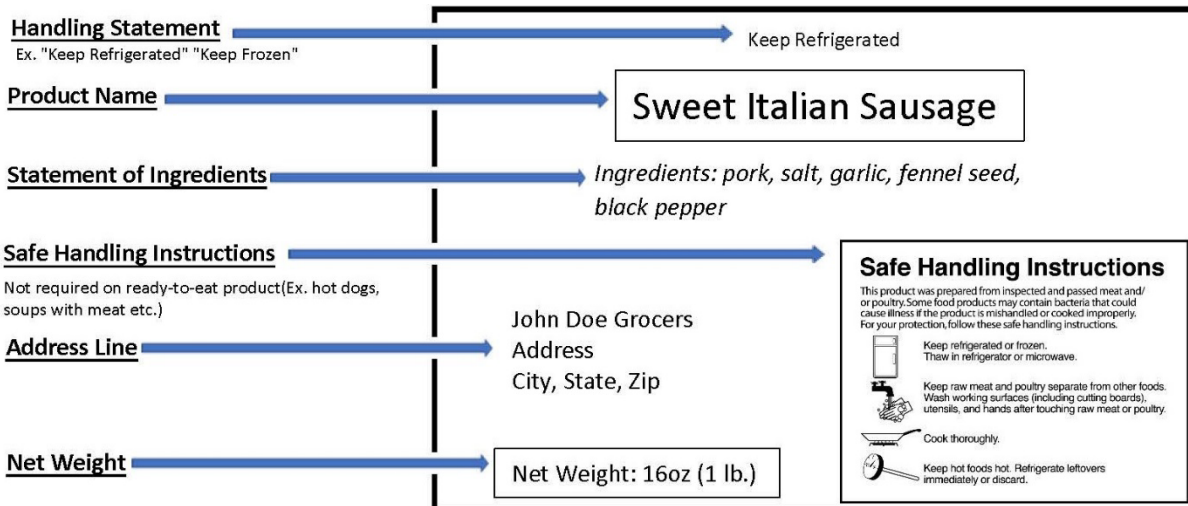 Handling Statement
Ex. "Keep Refrigerated" "Keep Frozen"
Keep Refrigerated
Product Name
Sweet Italian Sausage
Statement of Ingredients
Ingredients: pork, salt, garlic, fennel seed,
black pepper
Safe Handling Instructions
Not required on ready-to-eat product(Ex. hot dogs,
soups with meat etc.)
Safe Handling Instructions
This product was prepared from inspected and passed meat and/
or poultry. Some food products may contain bacteria that could
cause illness if the product is mishandled or cooked improperly.
For your protection, follow these safe handling instructions.
Keep refrigerated or frozen.
Thaw in refrigerator or microwave.
Keep raw meat and poultry separate from other foods.
Wash working surfaces (including cutting boards),
utensils, and hands after touching raw meat or poultry.
Cook thoroughly.
Keep hot foods hot. Refrigerate leftovers
immediately or discard.
Address Line
John Doe Grocers
Address
City, State, Zip
Net Weight
Net Weight: 16oz (1 lb.)